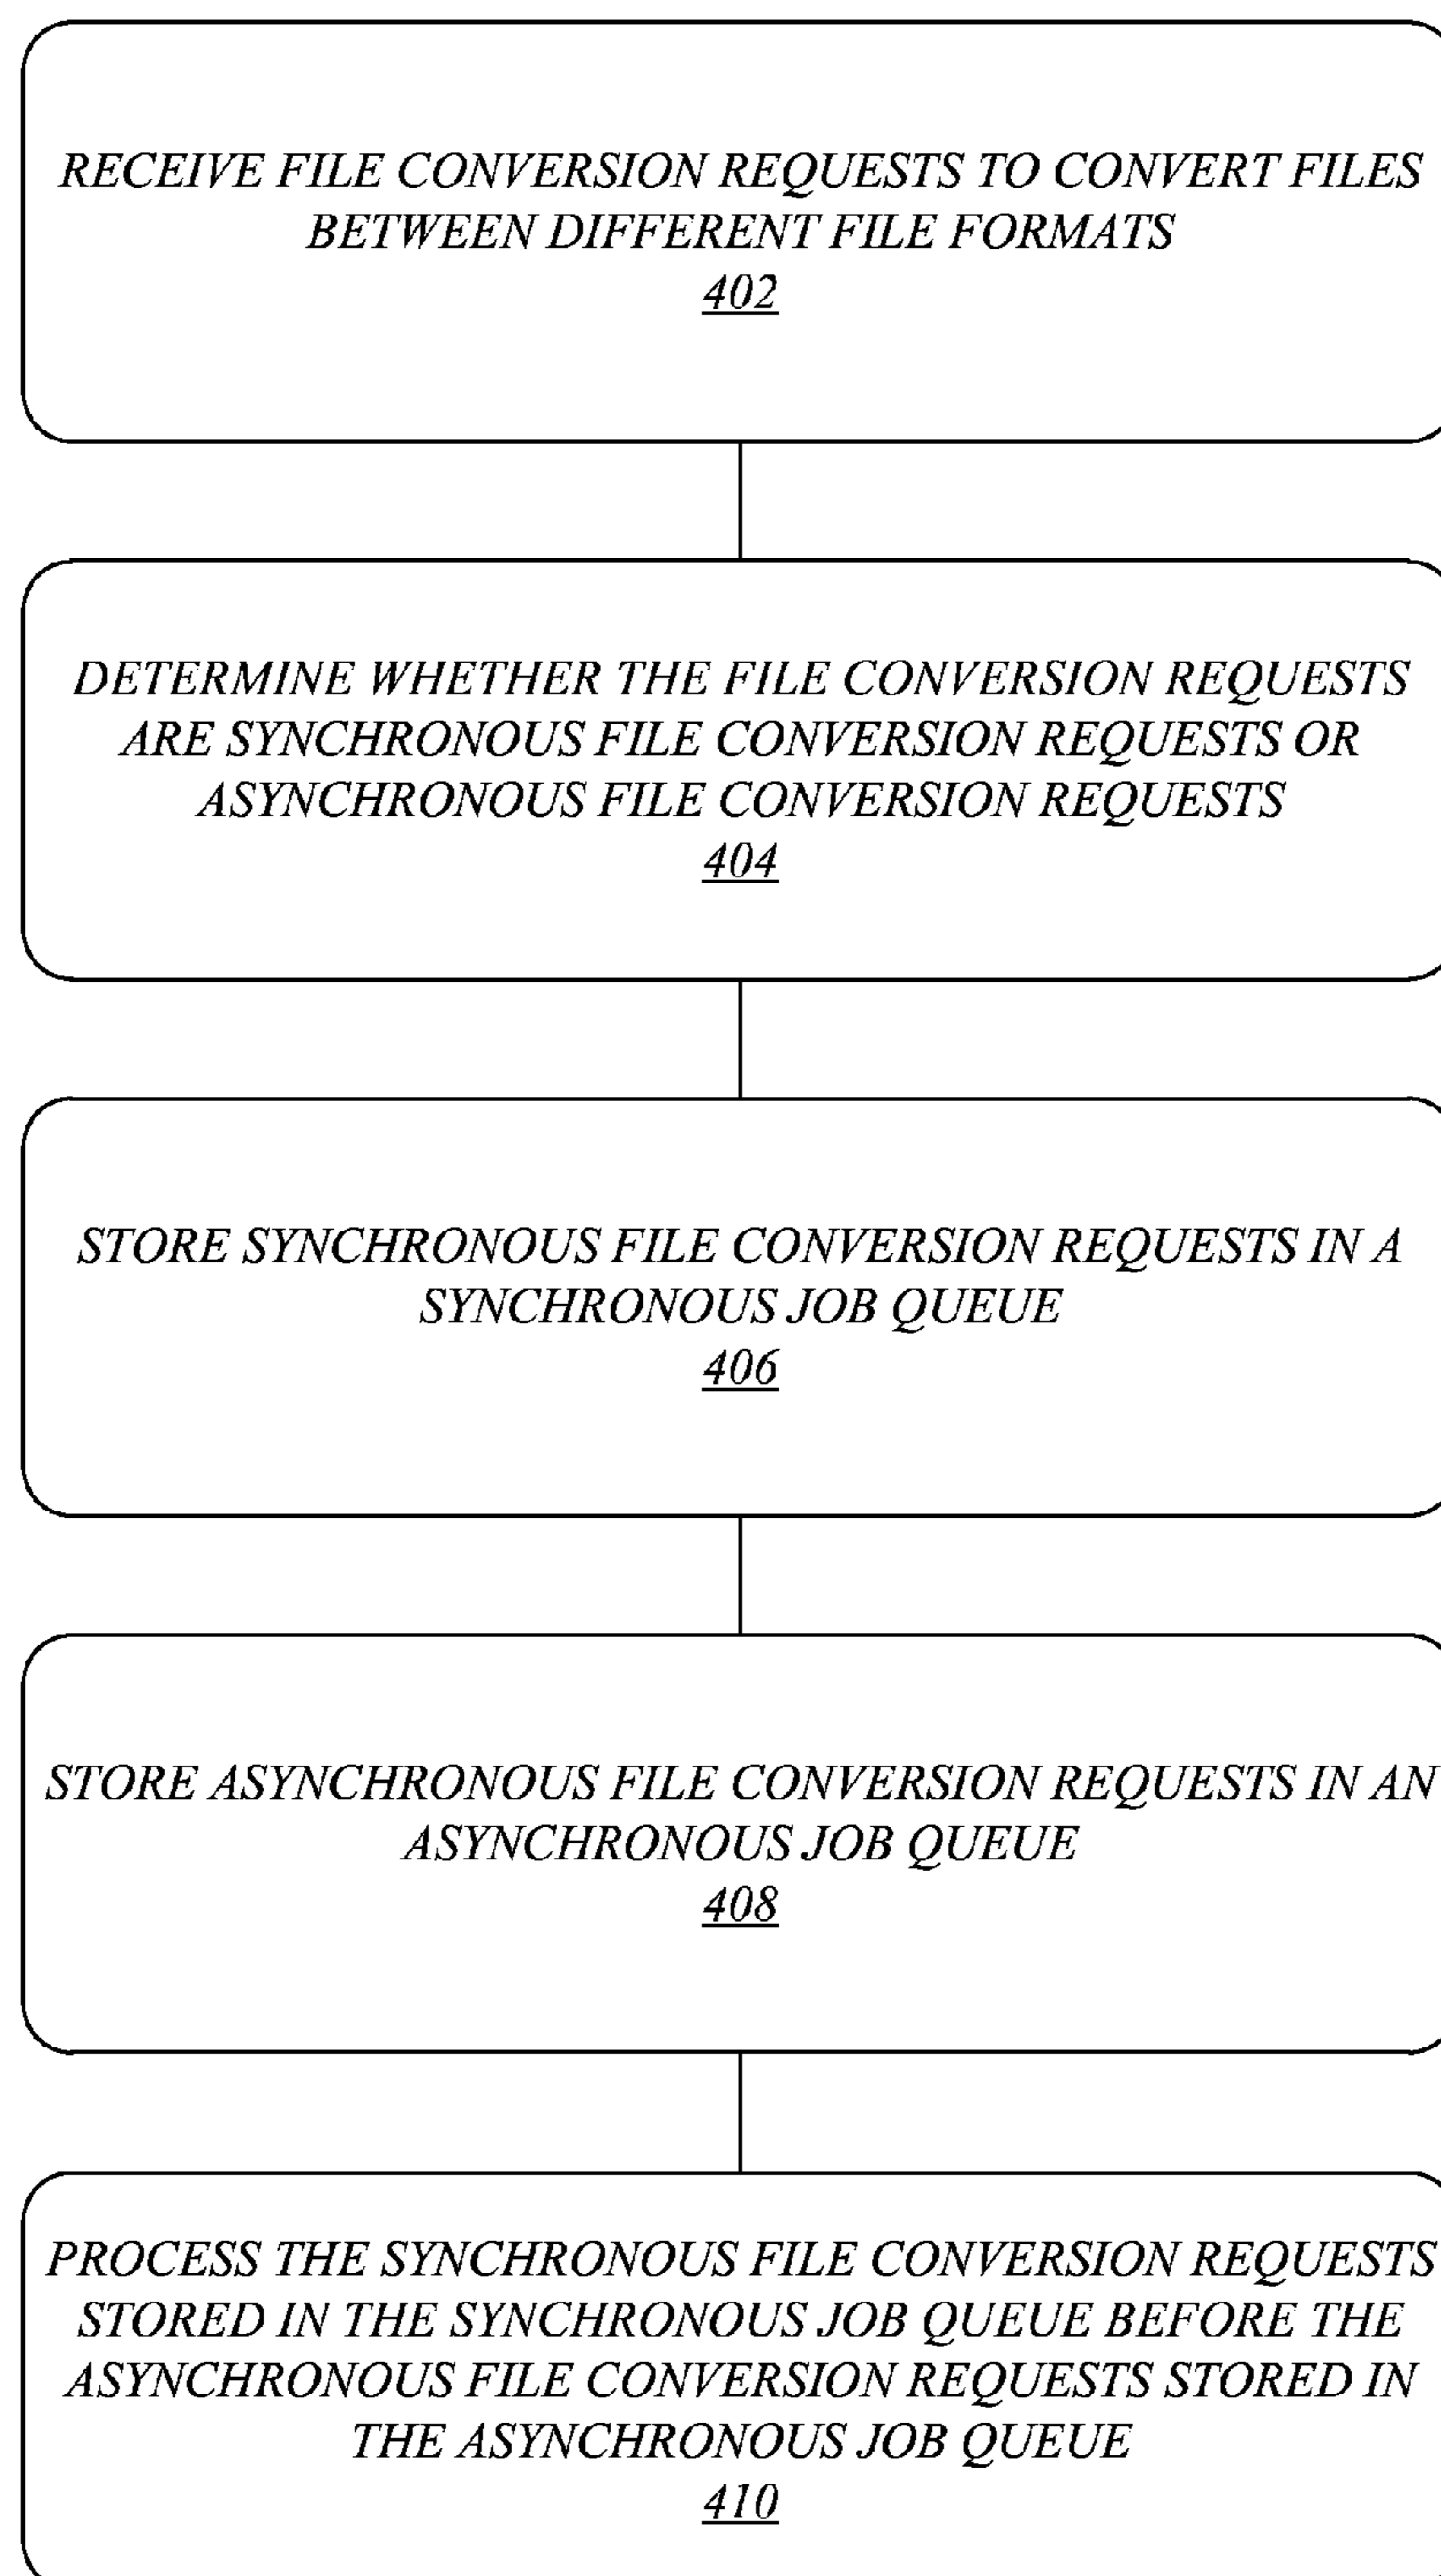 RECEIVE FILE CONVERSION REQUESTS TO CONVERT FILES
BETWEEN DIFFERENT FILE FORMATS
402
DETERMINE WHETHER THE FILE CONVERSION REQUESTS
ARE SYNCHRONOUS FILE CONVERSION REQUESTS OR
ASYNCHRONOUS FILE CONVERSION REQUESTS
404
STORE SYNCHRONOUS FILE CONVERSION REQUESTS IN A
SYNCHRONOUS JOB QUEUE
406
STORE ASYNCHRONOUS FILE CONVERSION REQUESTS IN AN
ASYNCHRONOUS JOB QUEUE
408
PROCESS THE SYNCHRONOUS FILE CONVERSION REQUESTS
STORED IN THE SYNCHRONOUS JOB QUEUE BEFORE THE
ASYNCHRONOUS FILE CONVERSION REQUESTS STORED IN
THE ASYNCHRONOUS JOB QUEUE
410